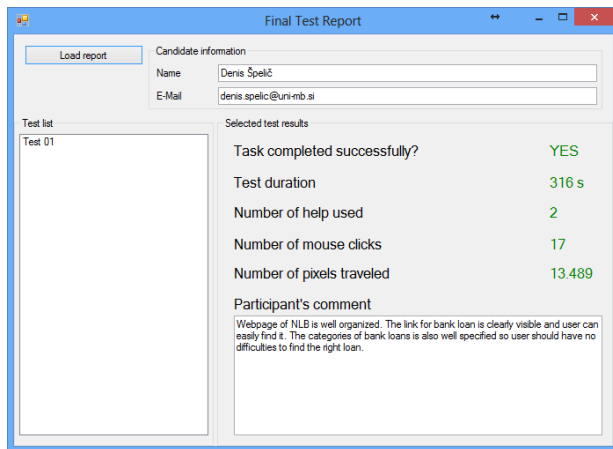 Final Test Report
Load report
Candidate information
Name
Denis Špelič
E-Mail
denis.spelic@uni-mb.si
Test list
Test 01
Selected test results
Task completed successfully? YES
Test duration 316 s
Number of help used 2
Number of mouse clicks 17
Number of pixels traveled 13.489
Participant's comment
Webpage of NLB is well organized. The link for bank loan is clearly visible and user can
easily find it. The categories of bank loans is also well specified so user should have no
difficulties to find the right loan.